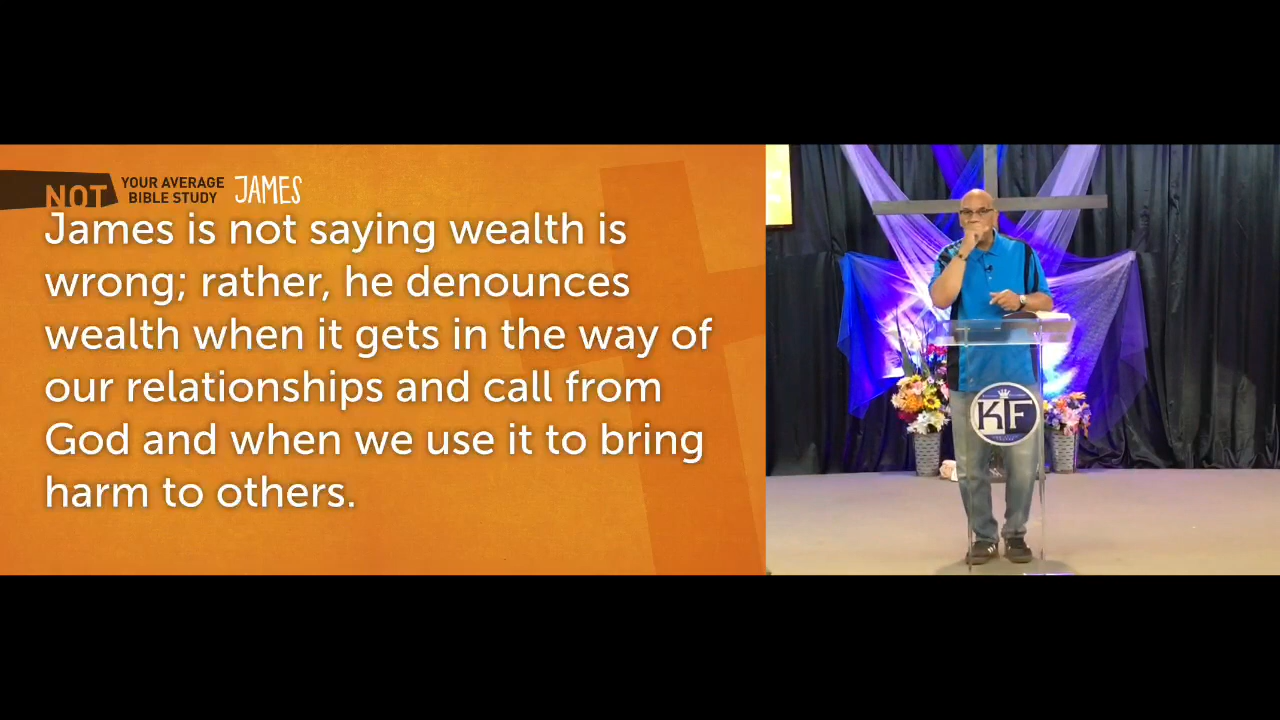 NOT
YOUR AVERAGE
BIBLE STUDY
JAMES
James is not saying wealth is
wrong; rather, he denounces
wealth when it gets in the way of
our relationships and call from
God and when we use it to bring
harm to others.
KTF